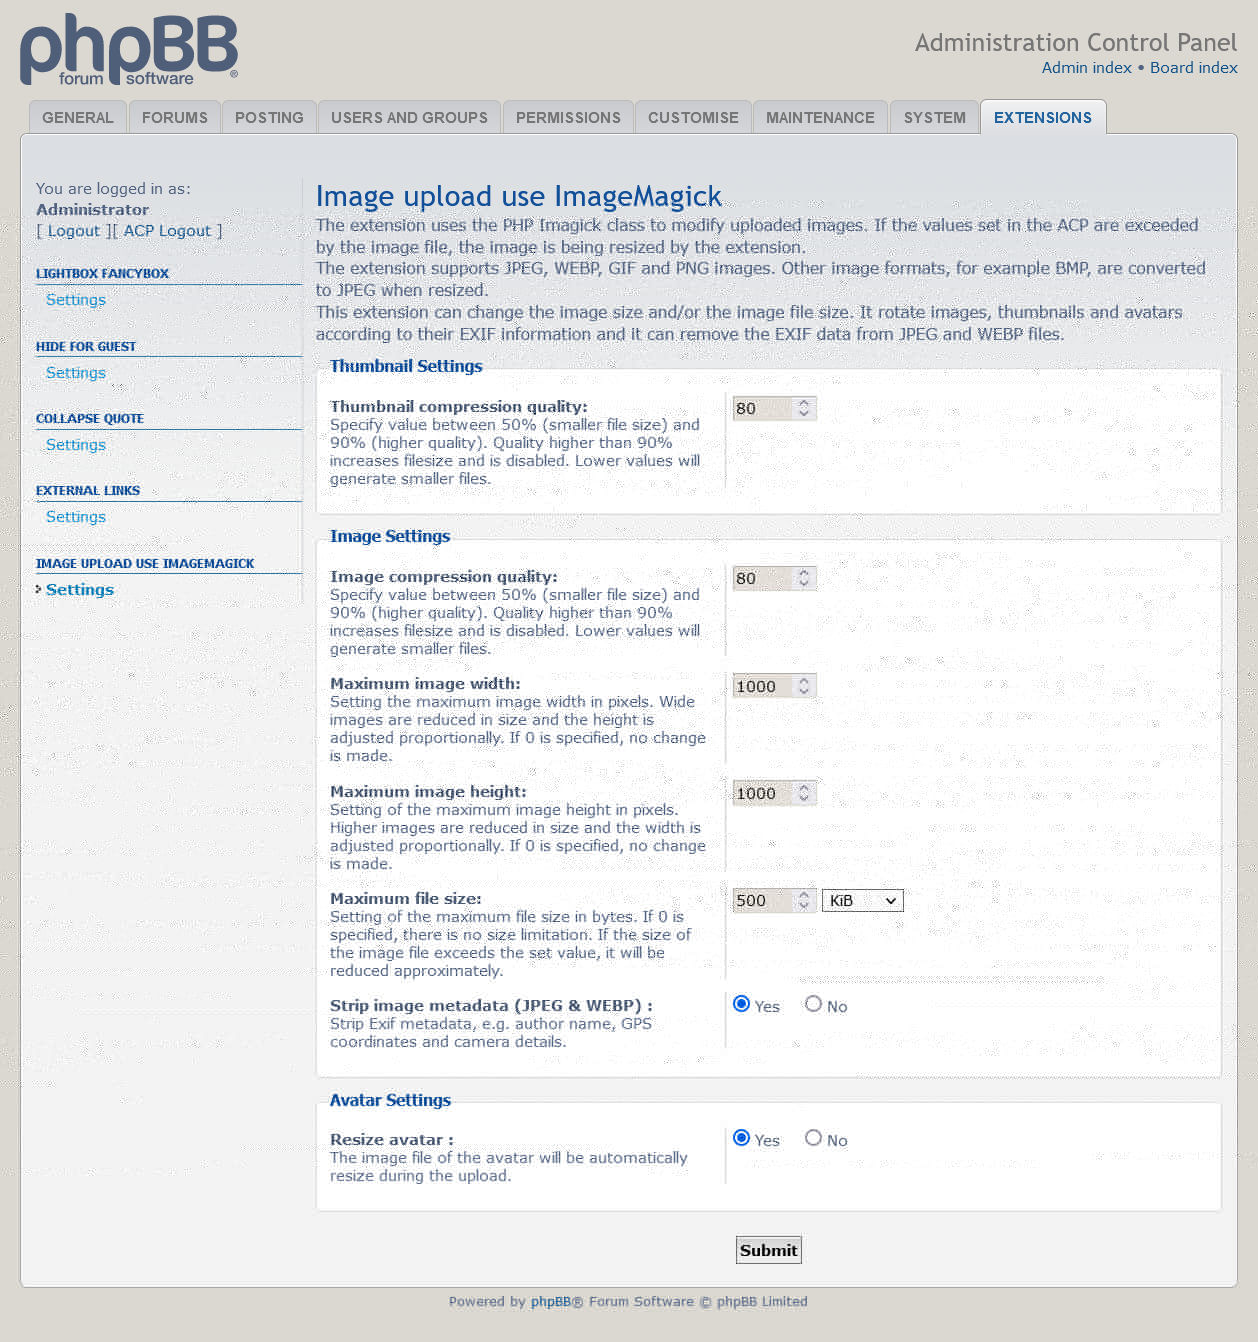 phpBB®
forum software
Administration Control Panel
Admin index • Board index
GENERAL FORUMS POSTING USERS AND GROUPS PERMISSIONS CUSTOMISE MAINTENANCE SYSTEM EXTENSIONS
You are logged in as:
Administrator
[ Logout ][ ACP Logout ]
LIGHTBOX FANCYBOX
Settings
HIDE FOR GUEST
Settings
COLLAPSE QUOTE
Settings
EXTERNAL LINKS
Settings
IMAGE UPLOAD USE IMAGEMAGICK
Settings
Image upload use ImageMagick
The extension uses the PHP Imagick class to modify uploaded images. If the values set in the ACP are exceeded
by the image file, the image is being resized by the extension.
The extension supports JPEG, WEBP, GIF and PNG images. Other image formats, for example BMP, are converted
to JPEG when resized.
This extension can change the image size and/or the image file size. It rotate images, thumbnails and avatars
according to their EXIF information and it can remove the EXIF data from JPEG and WEBP files.
Thumbnail Settings
Thumbnail compression quality:
Specify value between 50% (smaller file size) and
90% (higher quality). Quality higher than 90%
increases filesize and is disabled. Lower values will
generate smaller files.
80
Image Settings
Image compression quality:
Specify value between 50% (smaller file size) and
90% (higher quality). Quality higher than 90%
increases filesize and is disabled. Lower values will
generate smaller files.
80
Maximum image width:
Setting the maximum image width in pixels. Wide
images are reduced in size and the height is
adjusted proportionally. If 0 is specified, no change
is made.
1000
Maximum image height:
Setting of the maximum image height in pixels.
Higher images are reduced in size and the width is
adjusted proportionally. If 0 is specified, no change
is made.
1000
Maximum file size:
Setting of the maximum file size in bytes. If 0 is
specified, there is no size limitation. If the size of
the image file exceeds the set value, it will be
reduced approximately.
500 KiB
Strip image metadata (JPEG & WEBP) :
Strip Exif metadata, e.g. author name, GPS
coordinates and camera details.
Yes No
Avatar Settings
Resize avatar :
The image file of the avatar will be automatically
resize during the upload.
Yes No
Submit
Powered by phpBB® Forum Software © phpBB Limited